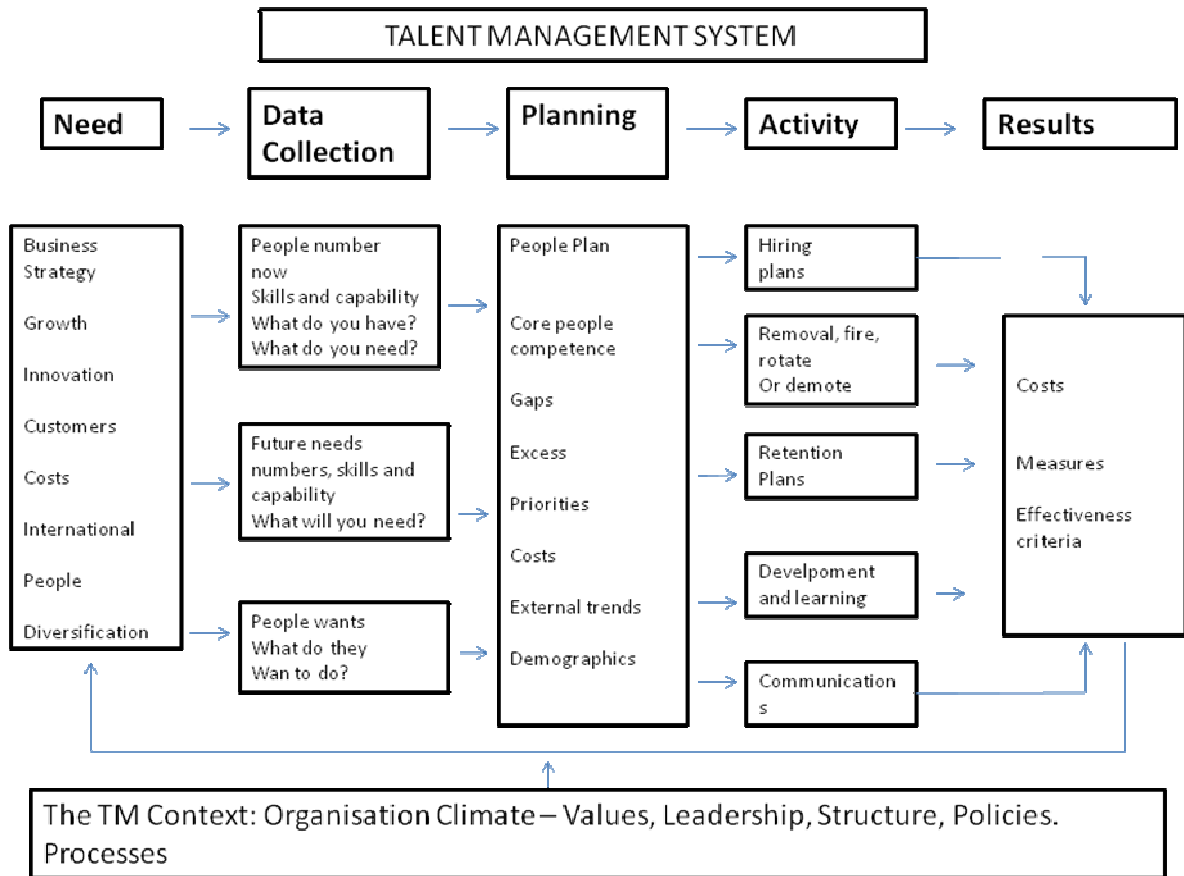 TALENT MANAGEMENT SYSTEM
Need
Data
Collection
Planning
Activity
Results
Business
Strategy
Growth
Innovation
Customers
Costs
International
People
Diversification
People number
now
Skills and capability
What do you have?
What do you need?
Future needs
numbers, skills and
capability
What will you need?
People wants
What do they
Wan to do?
People Plan
Core people
competence
Gaps
Excess
Priorities
Costs
External trends
Demographics
Hiring
plans
Removal, fire,
rotate
Or demote
Retention
Plans
Develpoment
and learning
Communication
s
Costs
Measures
Effectiveness
criteria
The TM Context: Organisation Climate – Values, Leadership, Structure, Policies.
Processes